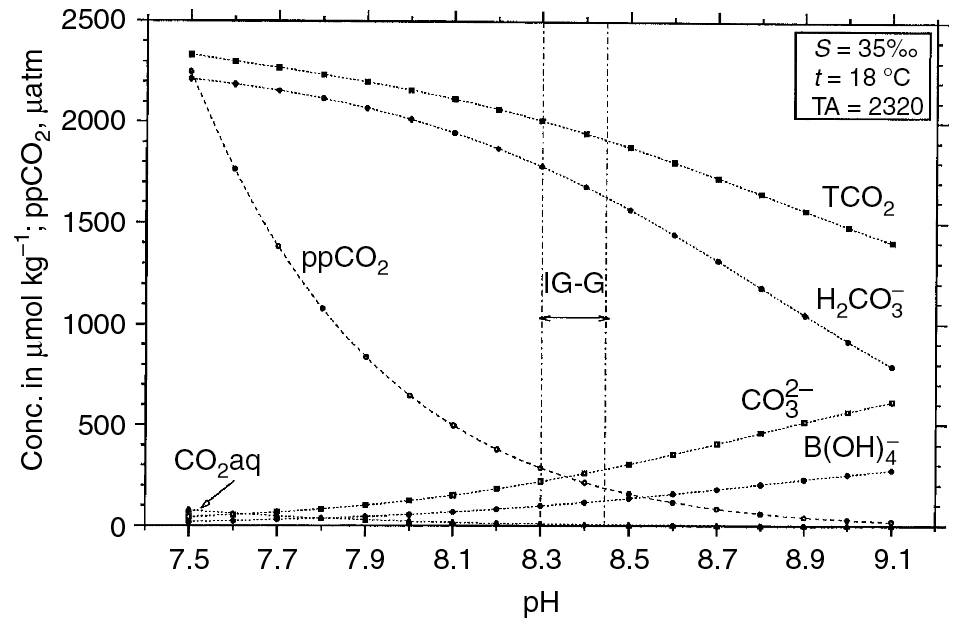 2500
2000
1500
1000
500
0
Conc. in μmol kg⁻¹; ppCO₂, μatm
S = 35‰
t = 18 °C
TA = 2320
TCO₂
ppCO₂
IG-G
H₂CO₃⁻
CO₃²⁻
B(OH)₄⁻
CO₂aq
7.5 7.7 7.9 8.1 8.3 8.5 8.7 8.9 9.1
pH